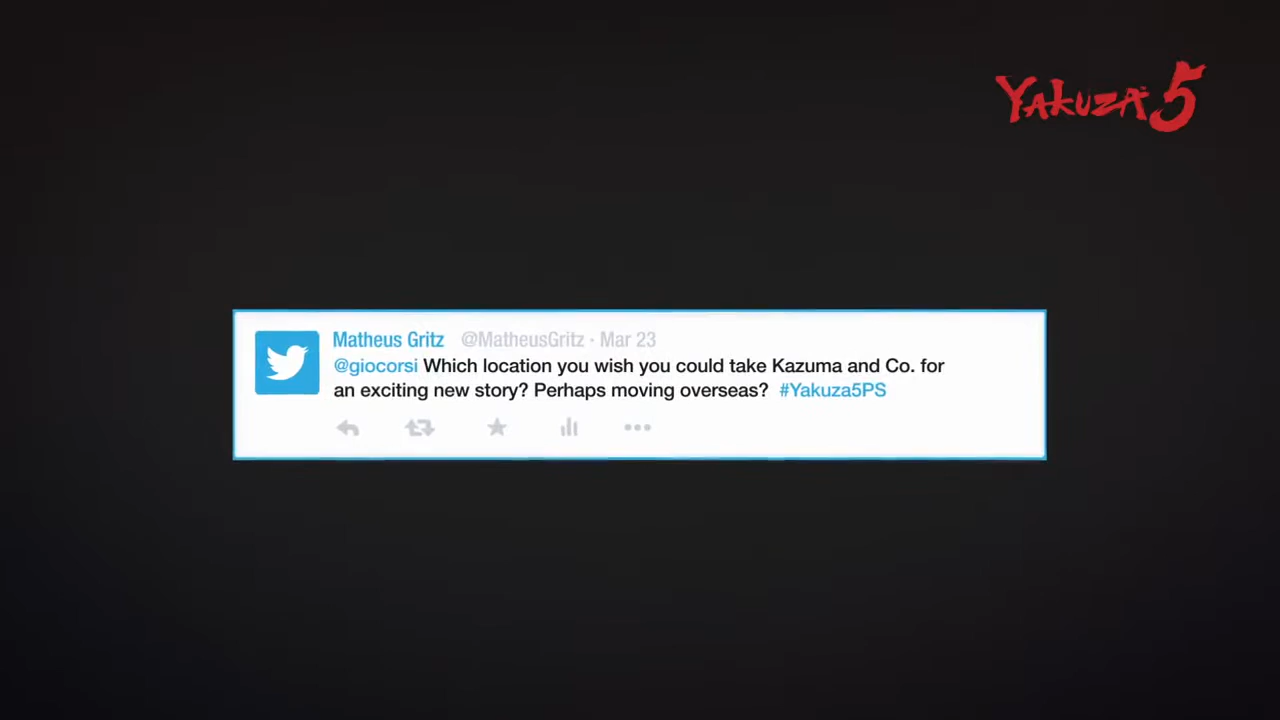 YAKUZA 5
Matheus Gritz @MatheusGritz · Mar 23
@giocorsi Which location you wish you could take Kazuma and Co. for
an exciting new story? Perhaps moving overseas? #Yakuza5PS